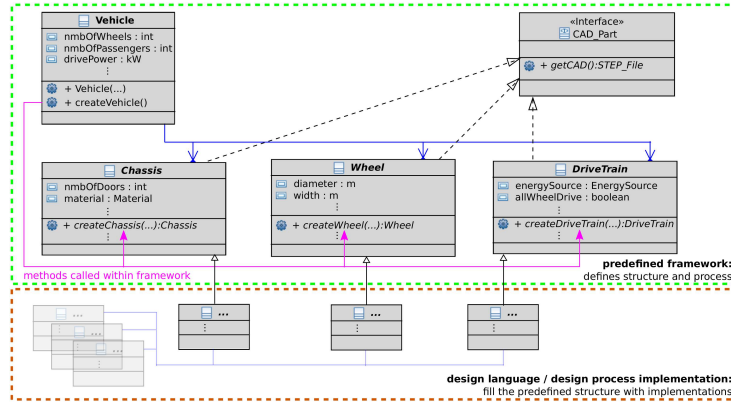 Vehicle
nmbOfWheels : int
nmbOfPassengers : int
drivePower : kW
⋮
+ Vehicle(...)
+ createVehicle()
«Interface»
CAD_Part
+ getCAD():STEP_File
Chassis
nmbOfDoors : int
material : Material
⋮
+ createChassis(...):Chassis
⋮
Wheel
diameter : m
width : m
⋮
+ createWheel(...):Wheel
⋮
DriveTrain
energySource : EnergySource
allWheelDrive : boolean
⋮
+ createDriveTrain(...):DriveTrain
⋮
methods called within framework
predefined framework:
defines structure and process
...
⋮
...
⋮
...
⋮
...
⋮
...
⋮
...
⋮
design language / design process implementation:
fill the predefined structure with implementations